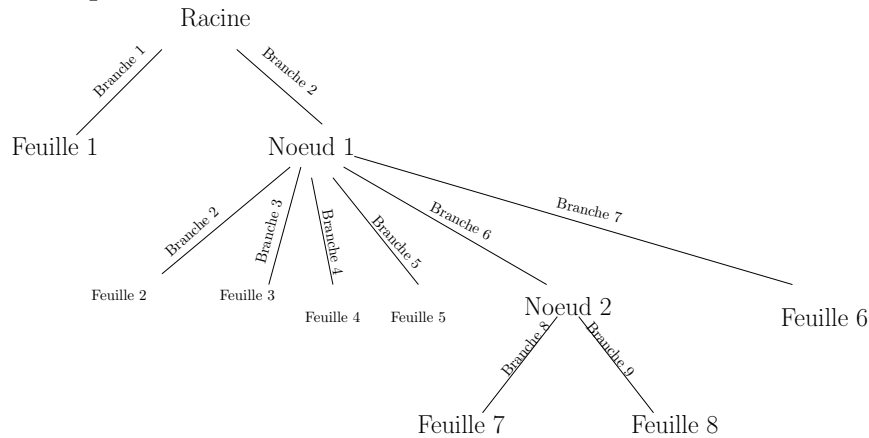 Racine
Branche 1
Branche 2
Feuille 1
Noeud 1
Branche 2
Branche 3
Branche 4
Branche 5
Branche 6
Branche 7
Feuille 2
Feuille 3
Feuille 4
Feuille 5
Noeud 2
Feuille 6
Branche 8
Branche 9
Feuille 7
Feuille 8